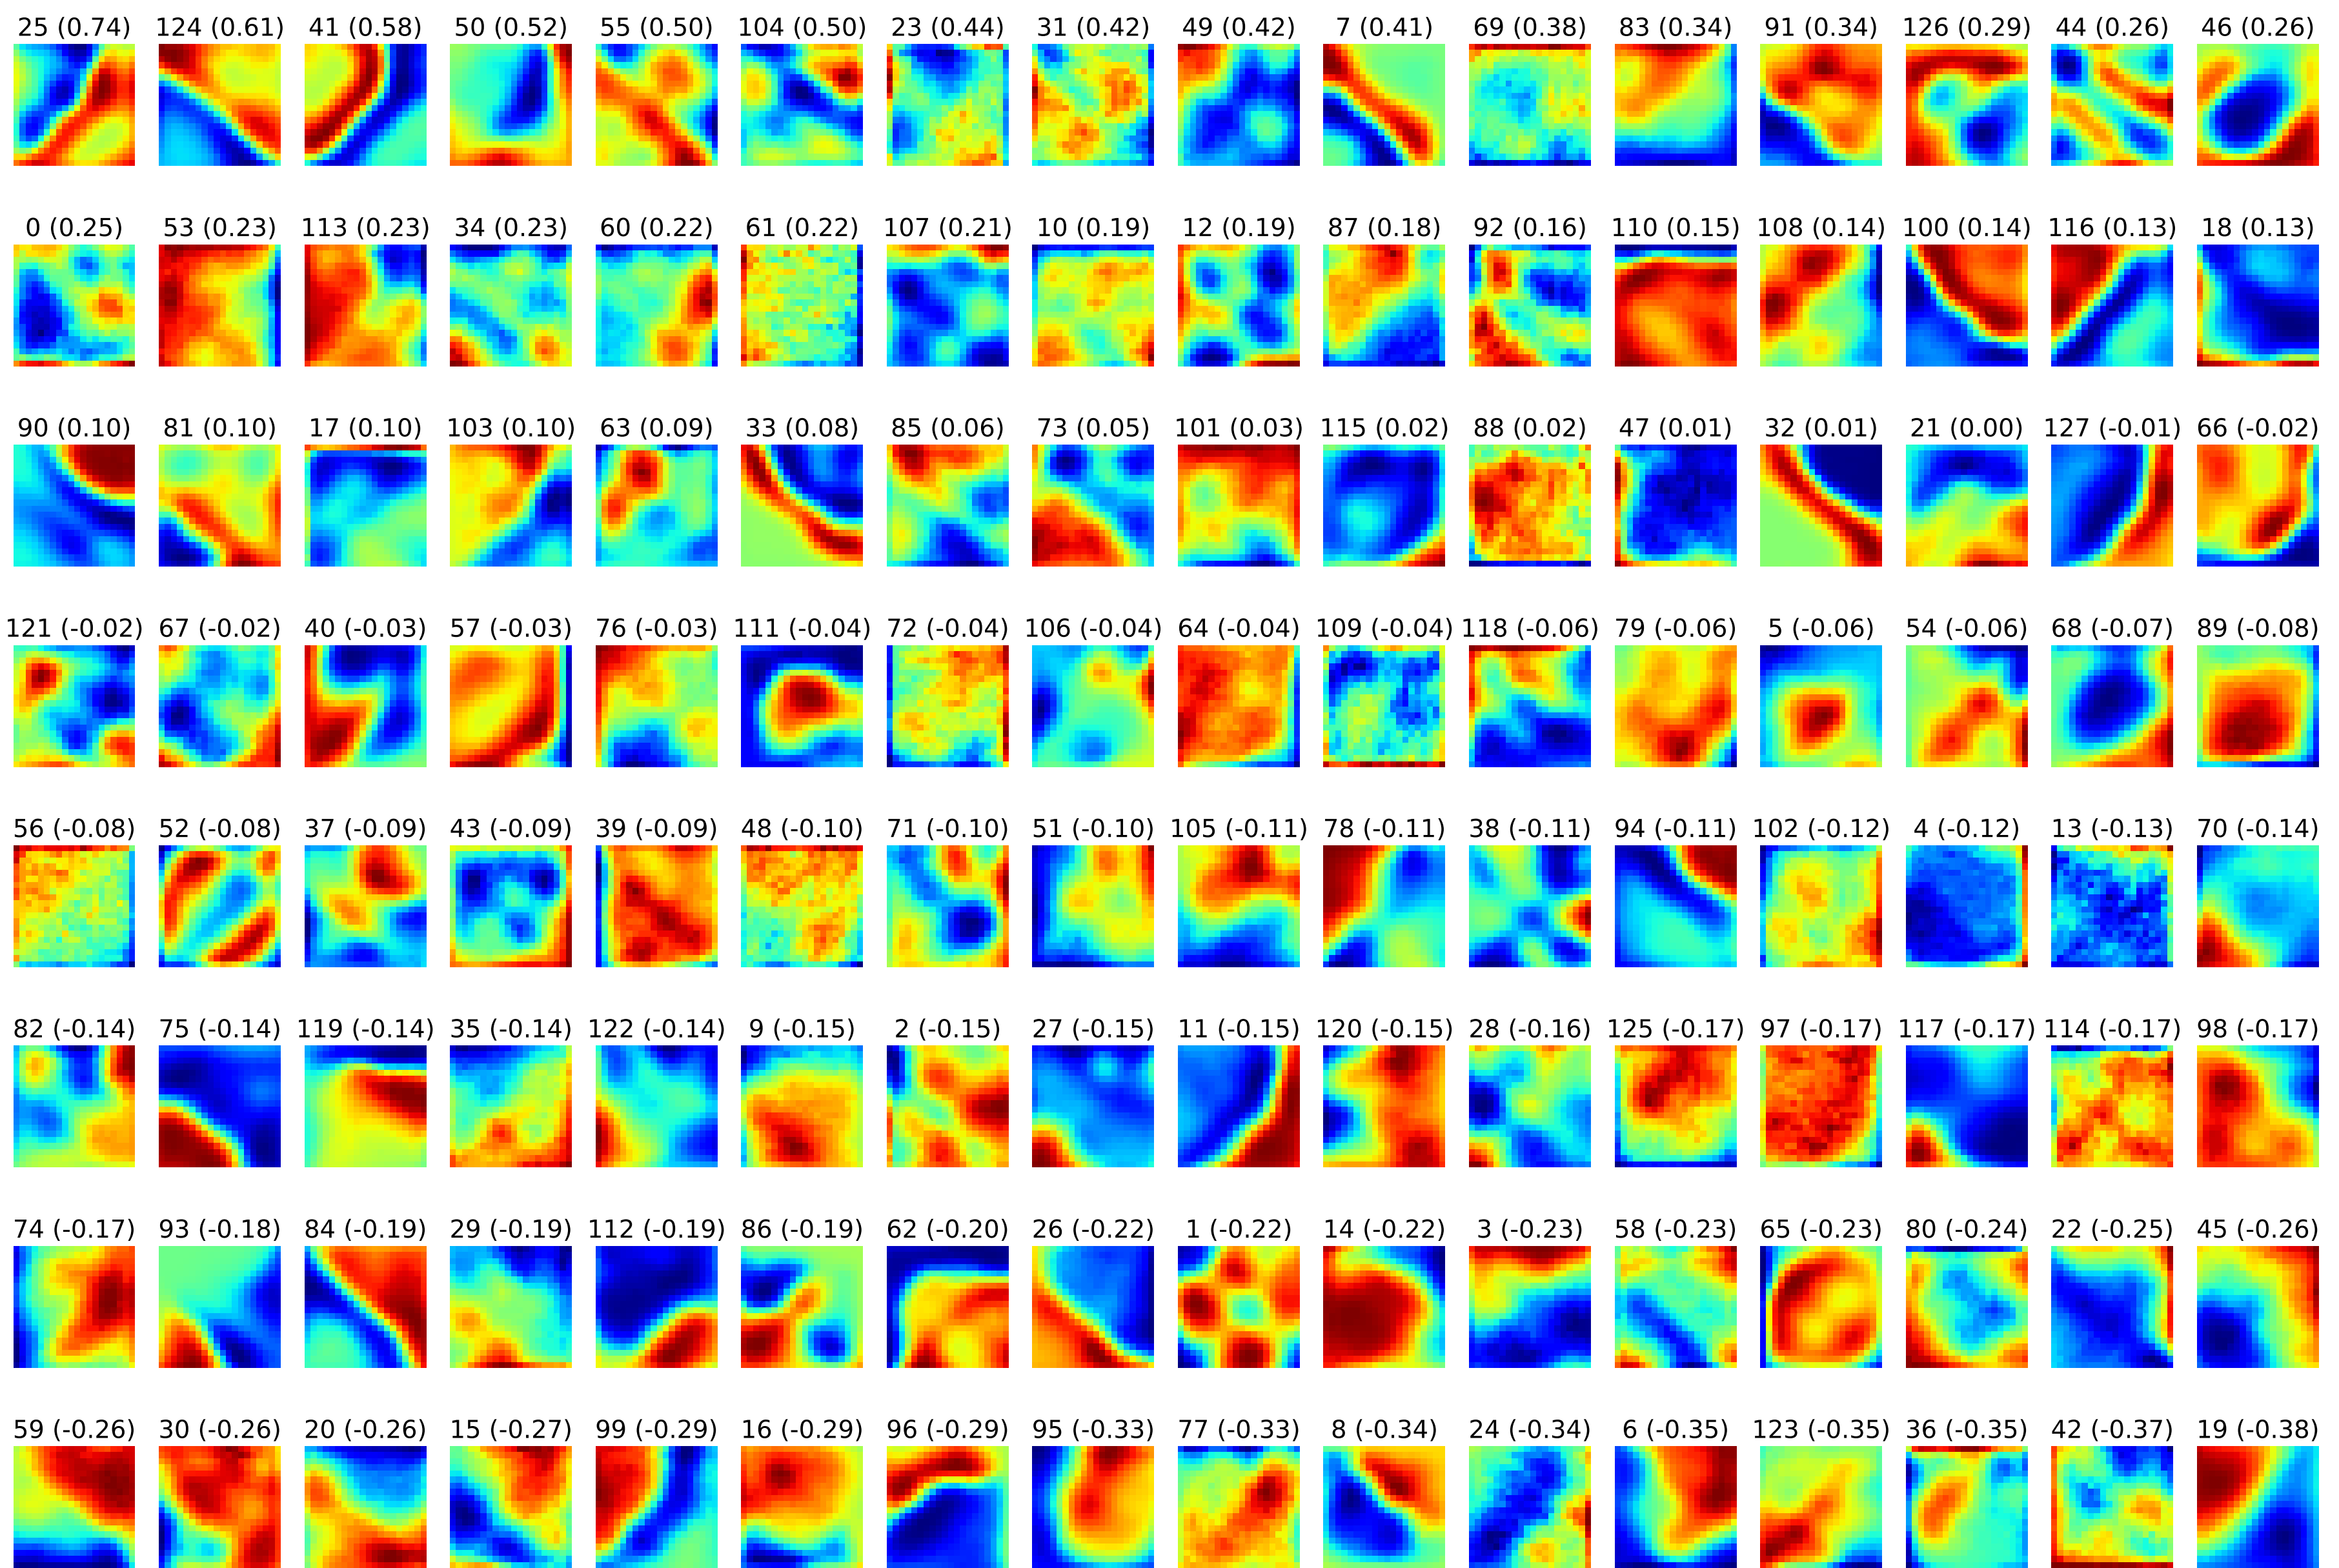 25 (0.74) 124 (0.61) 41 (0.58) 50 (0.52) 55 (0.50) 104 (0.50) 23 (0.44) 31 (0.42) 49 (0.42) 7 (0.41) 69 (0.38) 83 (0.34) 91 (0.34) 126 (0.29) 44 (0.26) 46 (0.26)
0 (0.25) 53 (0.23) 113 (0.23) 34 (0.23) 60 (0.22) 61 (0.22) 107 (0.21) 10 (0.19) 12 (0.19) 87 (0.18) 92 (0.16) 110 (0.15) 108 (0.14) 100 (0.14) 116 (0.13) 18 (0.13)
90 (0.10) 81 (0.10) 17 (0.10) 103 (0.10) 63 (0.09) 33 (0.08) 85 (0.06) 73 (0.05) 101 (0.03) 115 (0.02) 88 (0.02) 47 (0.01) 32 (0.01) 21 (0.00) 127 (-0.01) 66 (-0.02)
121 (-0.02) 67 (-0.02) 40 (-0.03) 57 (-0.03) 76 (-0.03) 111 (-0.04) 72 (-0.04) 106 (-0.04) 64 (-0.04) 109 (-0.04) 118 (-0.06) 79 (-0.06) 5 (-0.06) 54 (-0.06) 68 (-0.07) 89 (-0.08)
56 (-0.08) 52 (-0.08) 37 (-0.09) 43 (-0.09) 39 (-0.09) 48 (-0.10) 71 (-0.10) 51 (-0.10) 105 (-0.11) 78 (-0.11) 38 (-0.11) 94 (-0.11) 102 (-0.12) 4 (-0.12) 13 (-0.13) 70 (-0.14)
82 (-0.14) 75 (-0.14) 119 (-0.14) 35 (-0.14) 122 (-0.14) 9 (-0.15) 2 (-0.15) 27 (-0.15) 11 (-0.15) 120 (-0.15) 28 (-0.16) 125 (-0.17) 97 (-0.17) 117 (-0.17) 114 (-0.17) 98 (-0.17)
74 (-0.17) 93 (-0.18) 84 (-0.19) 29 (-0.19) 112 (-0.19) 86 (-0.19) 62 (-0.20) 26 (-0.22) 1 (-0.22) 14 (-0.22) 3 (-0.23) 58 (-0.23) 65 (-0.23) 80 (-0.24) 22 (-0.25) 45 (-0.26)
59 (-0.26) 30 (-0.26) 20 (-0.26) 15 (-0.27) 99 (-0.29) 16 (-0.29) 96 (-0.29) 95 (-0.33) 77 (-0.33) 8 (-0.34) 24 (-0.34) 6 (-0.35) 123 (-0.35) 36 (-0.35) 42 (-0.37) 19 (-0.38)